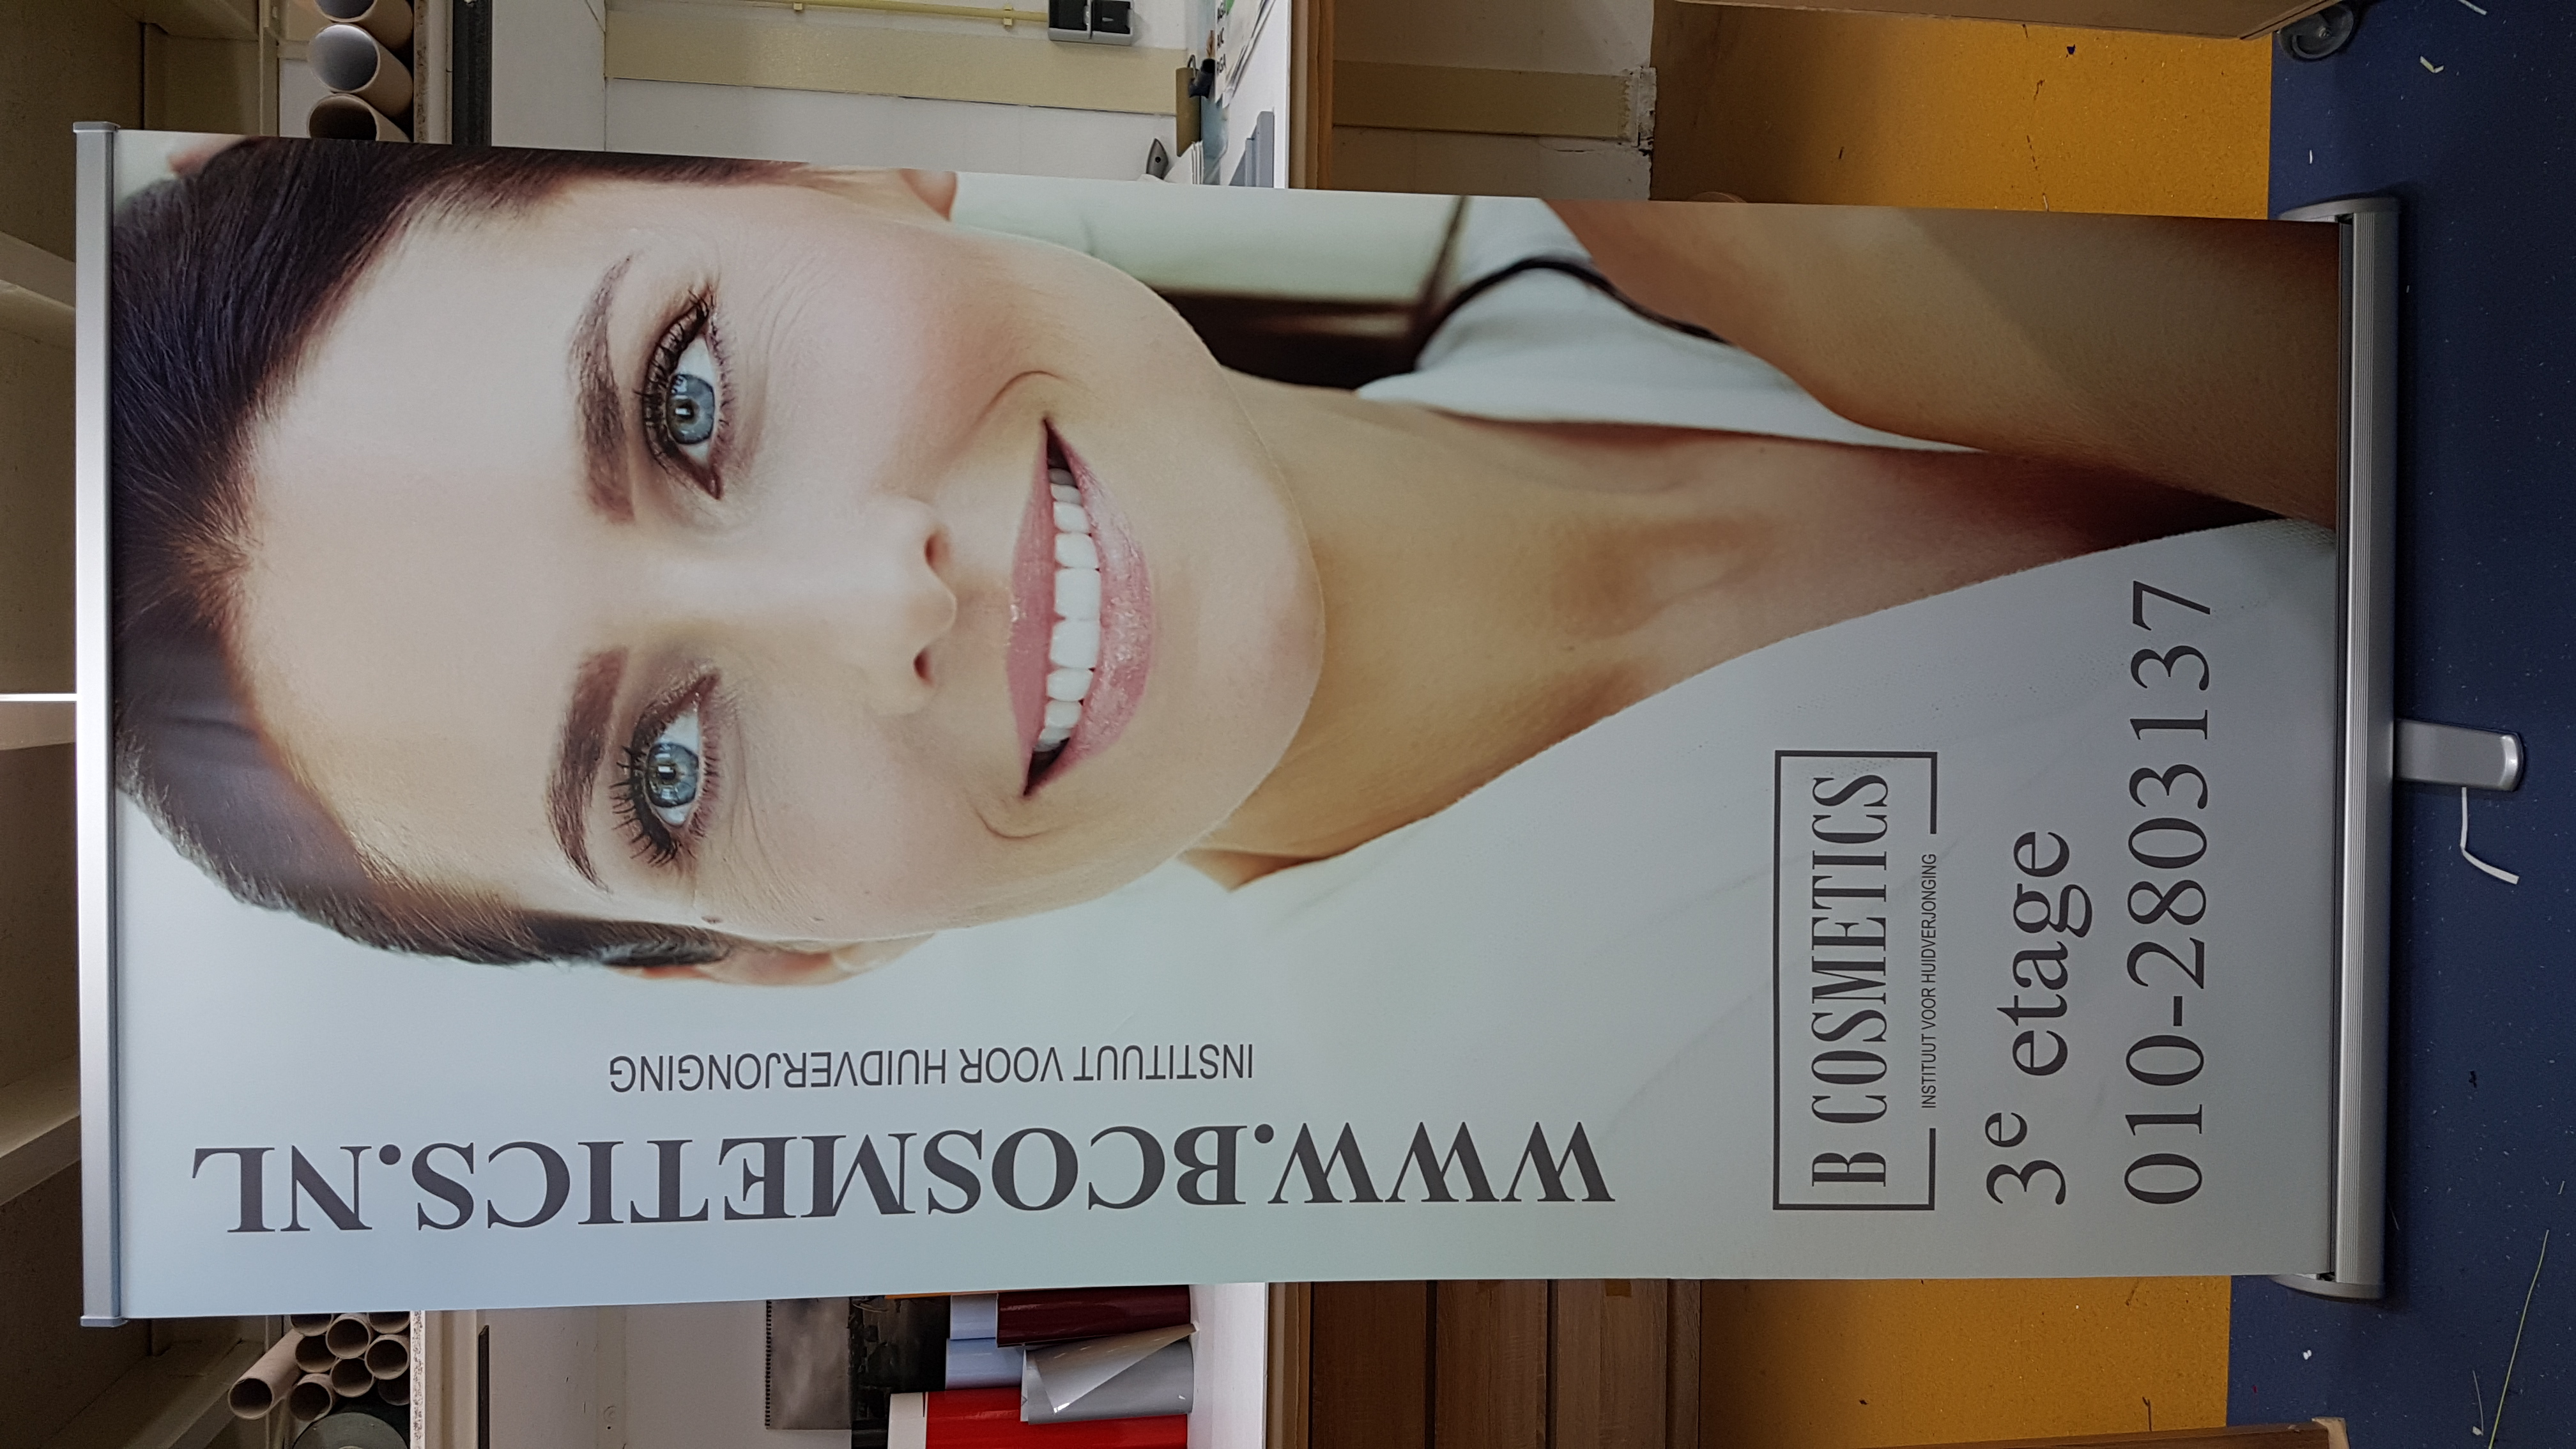 WWW.BCOSMETICS.NL
INSTITUUT VOOR HUIDVERJONGING
B COSMETICS
INSTITUUT VOOR HUIDVERJONGING
3e etage
010-2803137